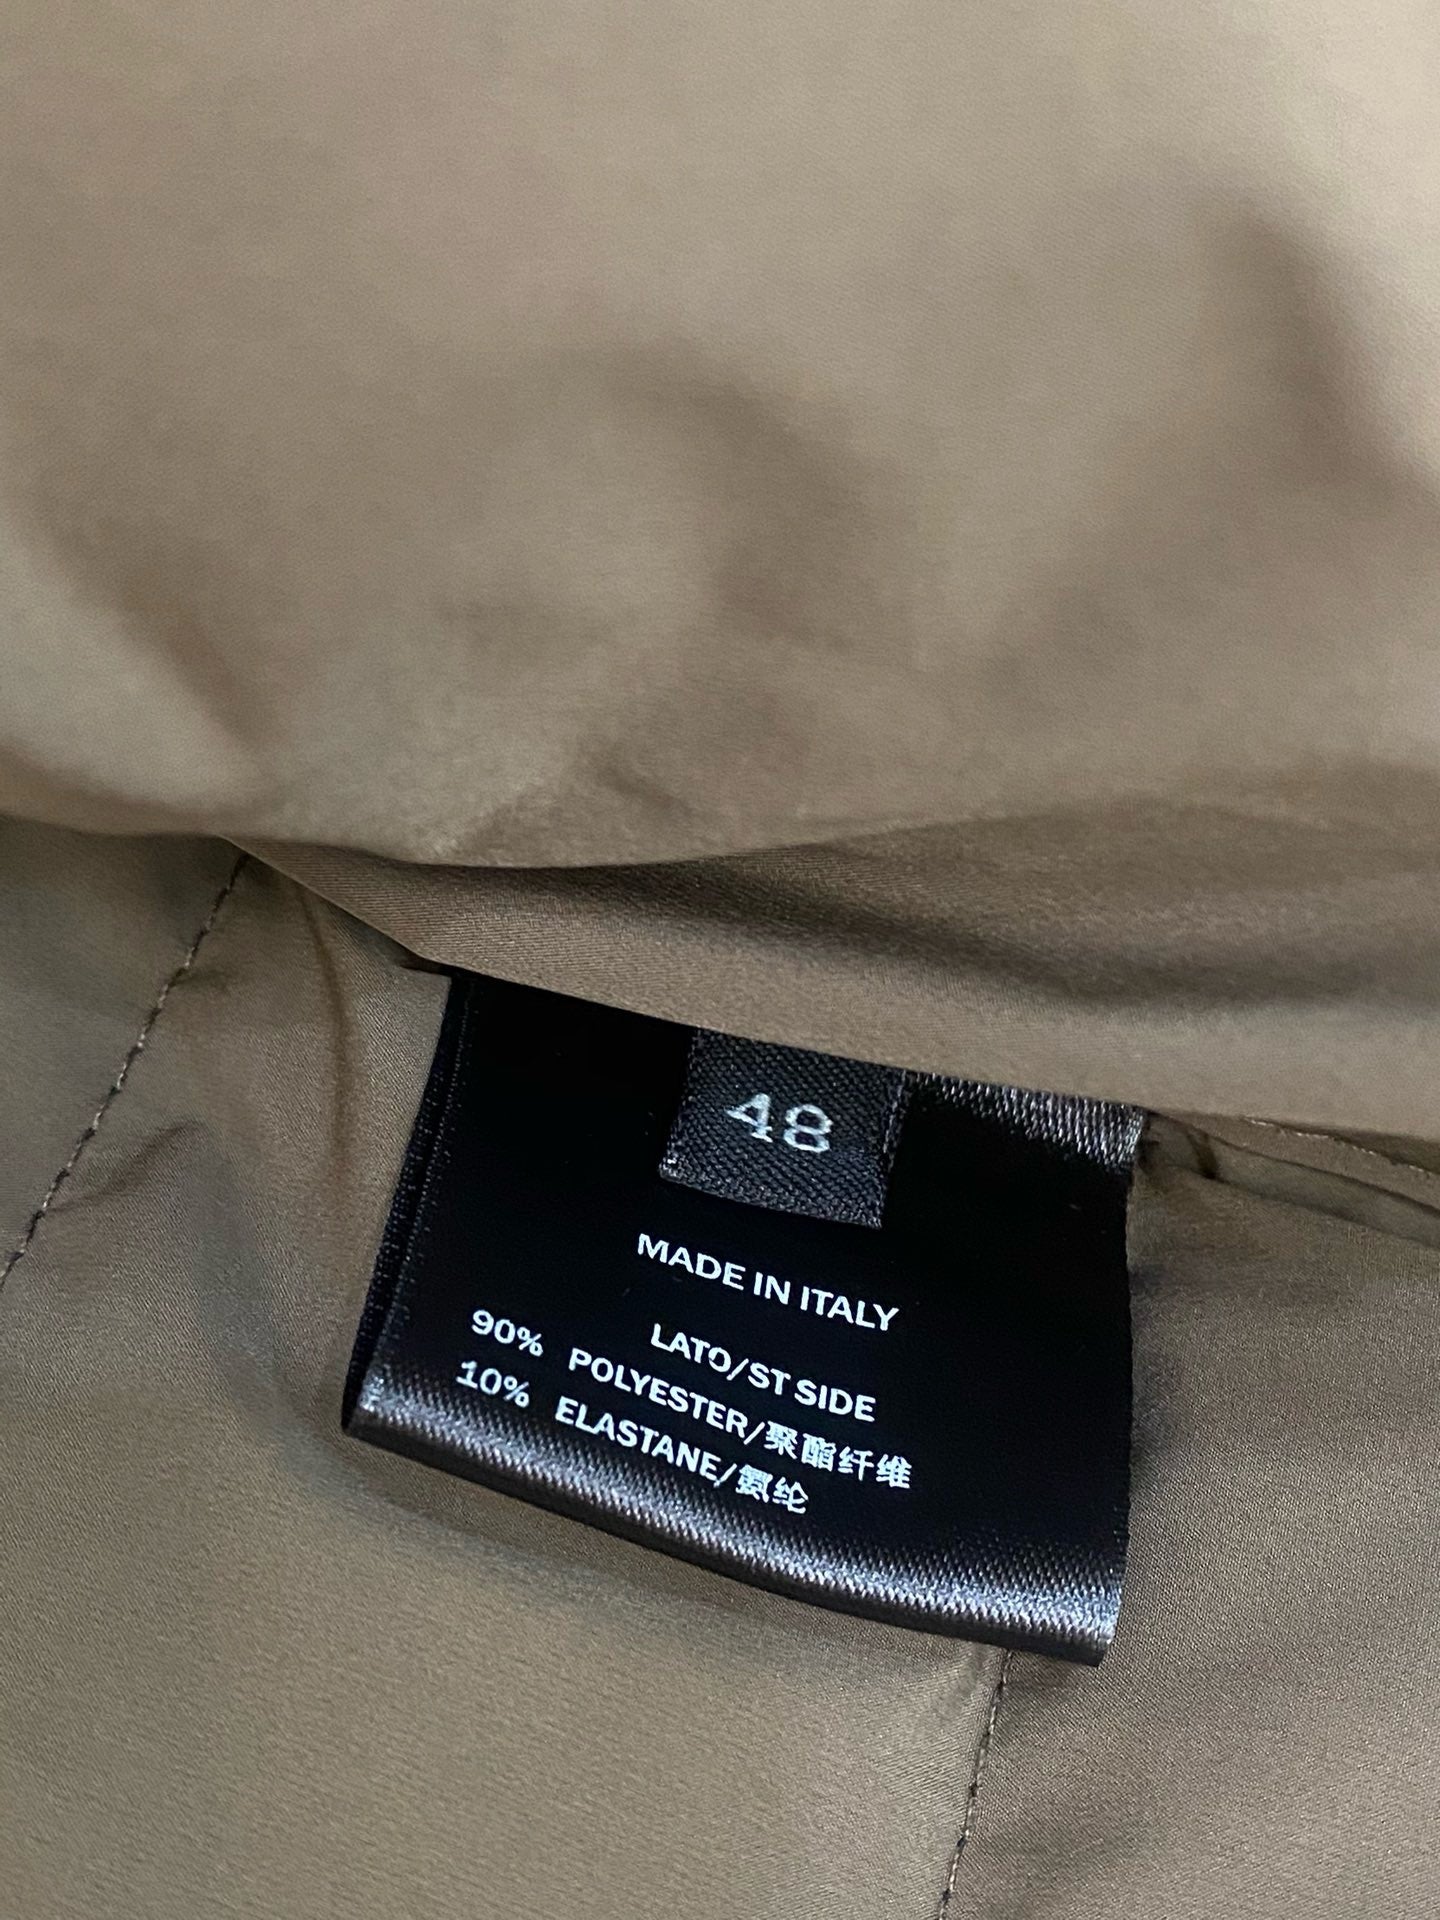 48
MADE IN ITALY
LATO/ST SIDE
90% POLYESTER/聚酯纤维
10% ELASTANE/氨纶